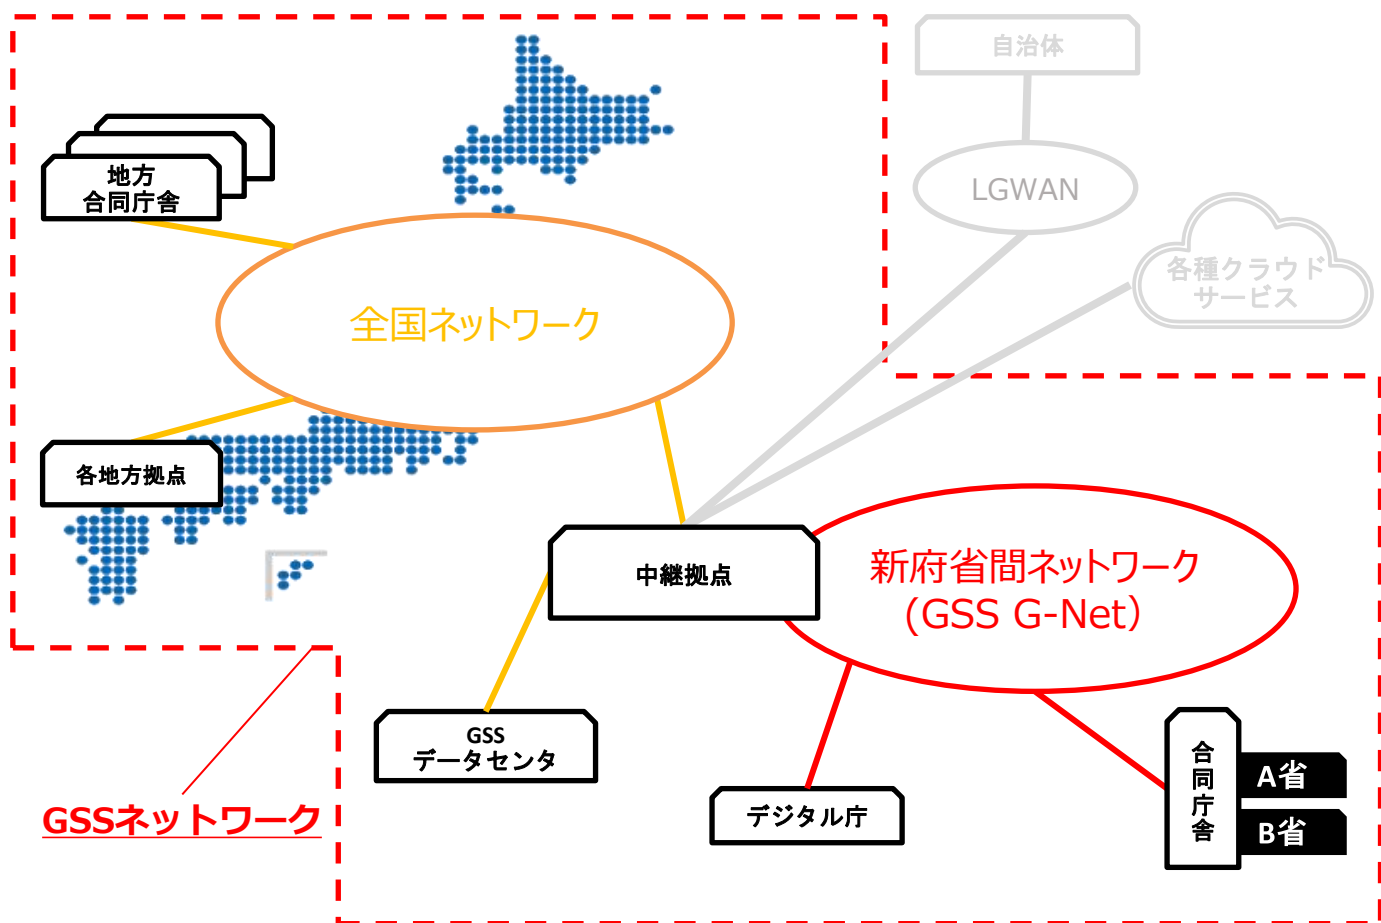 自治体
地方
合同庁舎
LGWAN
各種クラウド
サービス
全国ネットワーク
各地方拠点
中継拠点
新府省間ネットワーク
(GSS G-Net）
GSS
データセンタ
合同庁舎
A省
B省
デジタル庁
GSSネットワーク